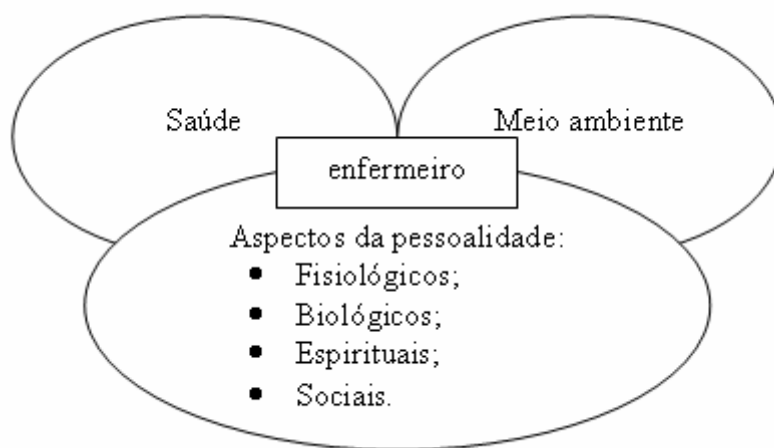 Saúde
Meio ambiente
enfermeiro
Aspectos da pessoalidade:
• Fisiológicos;
• Biológicos;
• Espirituais;
• Sociais.